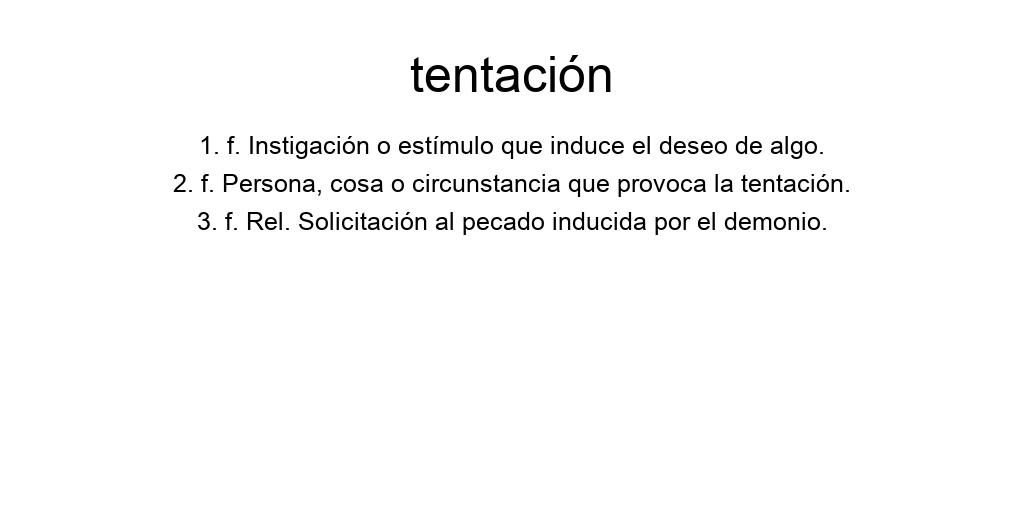 tentación
1. f. Instigación o estímulo que induce el deseo de algo.
2. f. Persona, cosa o circunstancia que provoca la tentación.
3. f. Rel. Solicitación al pecado inducida por el demonio.